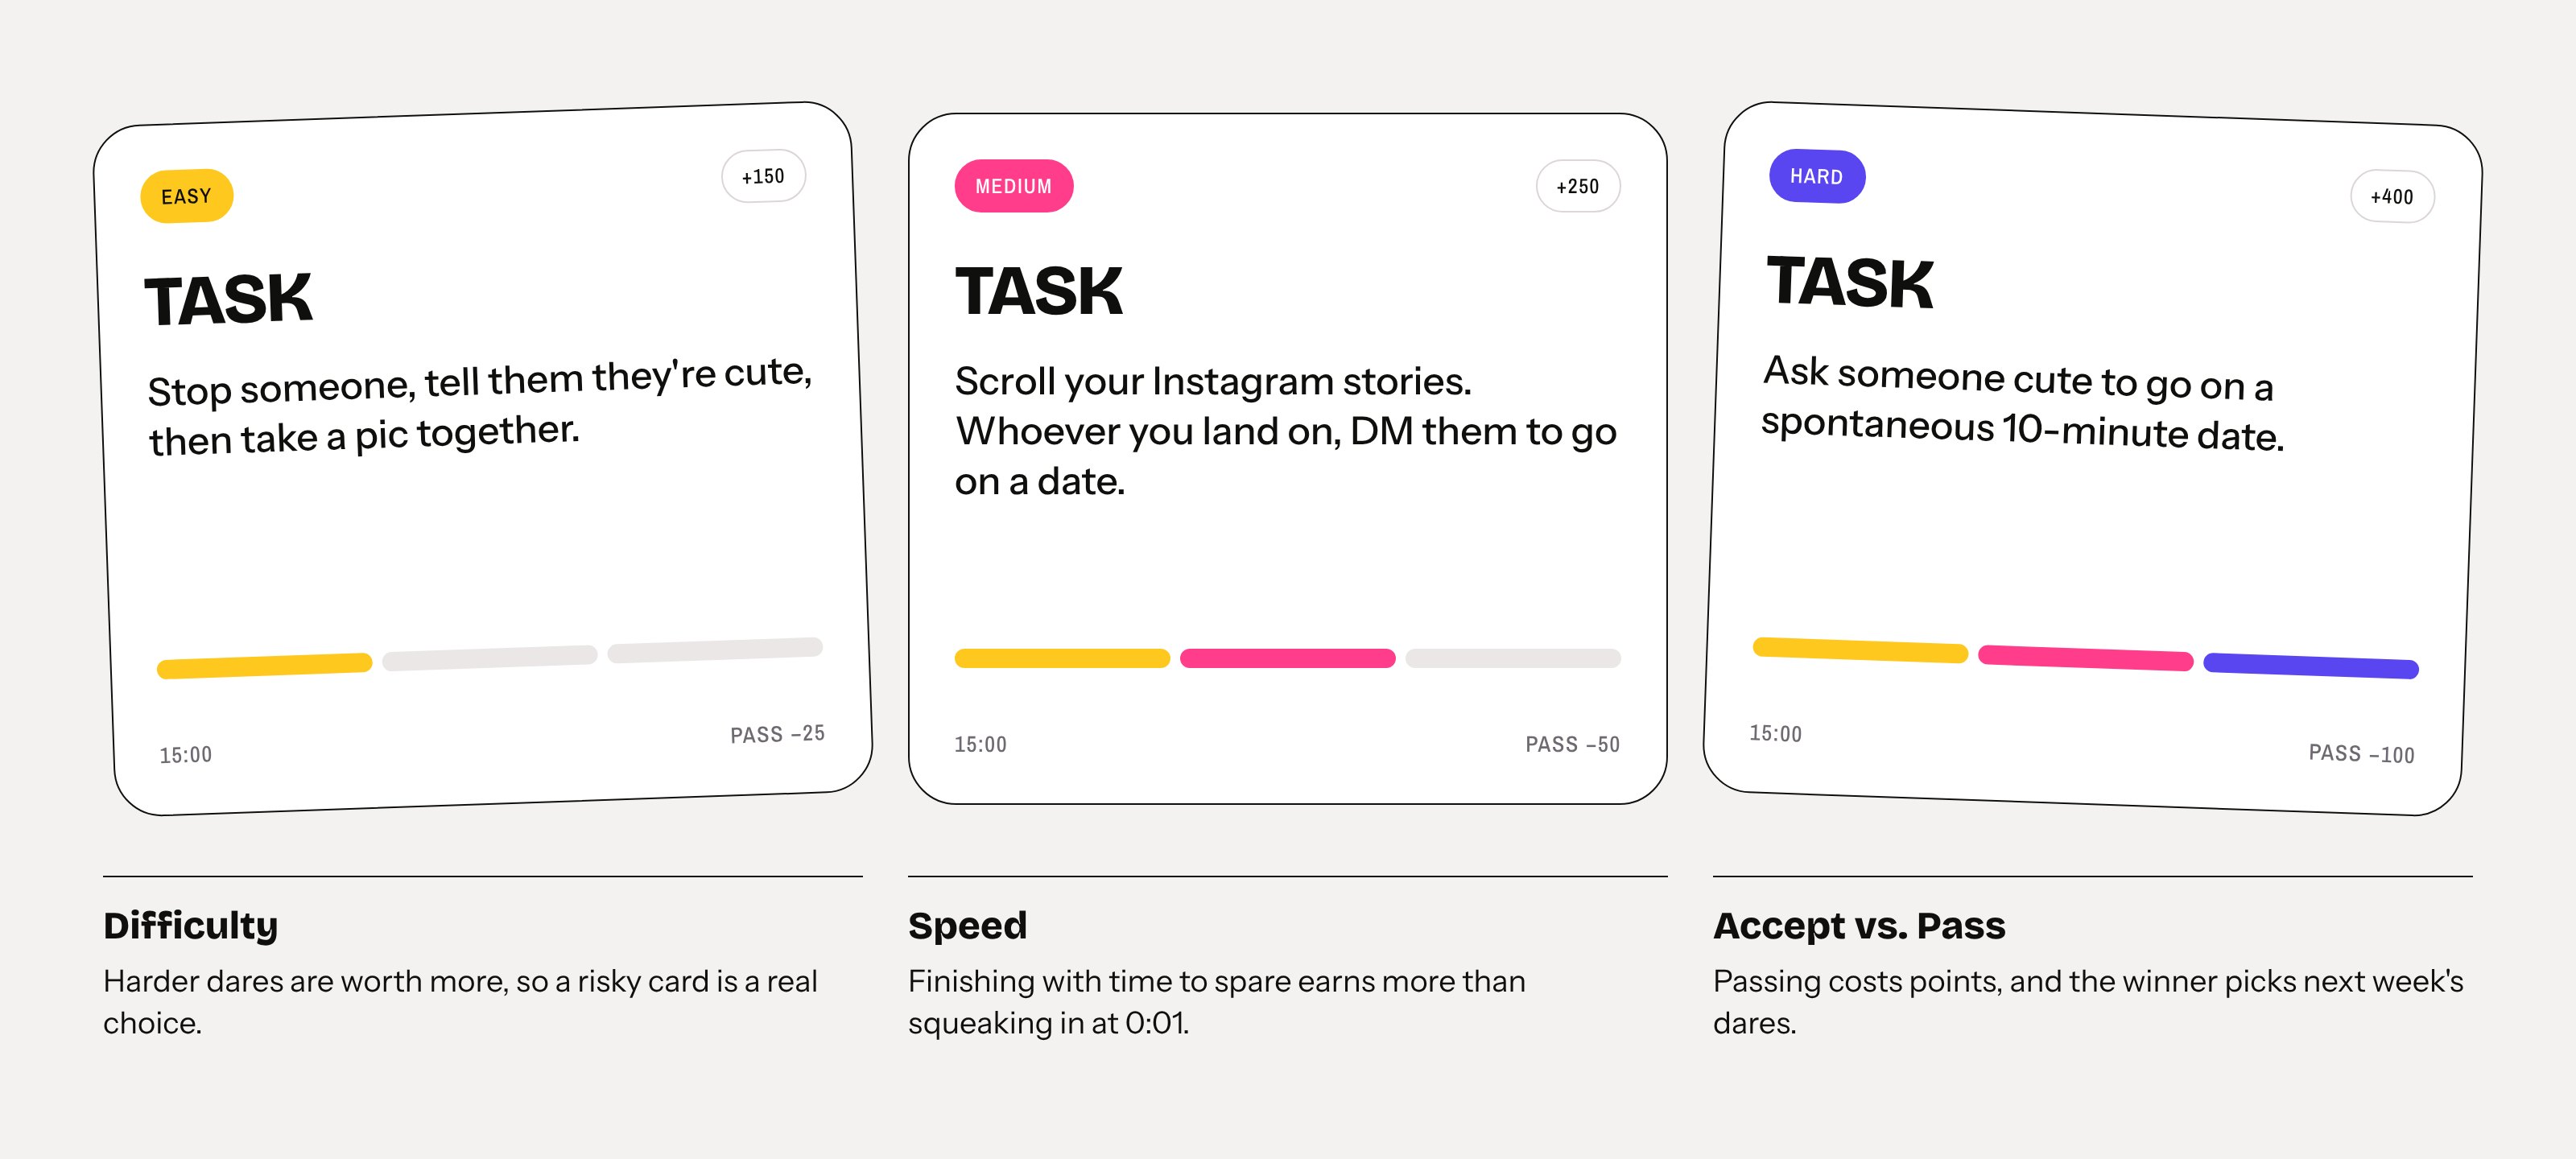 EASY
+150
TASK
Stop someone, tell them they're cute,
then take a pic together.
15:00
PASS –25
MEDIUM
+250
TASK
Scroll your Instagram stories.
Whoever you land on, DM them to go
on a date.
15:00
PASS –50
HARD
+400
TASK
Ask someone cute to go on a
spontaneous 10-minute date.
15:00
PASS –100
Difficulty
Harder dares are worth more, so a risky card is a real
choice.
Speed
Finishing with time to spare earns more than
squeaking in at 0:01.
Accept vs. Pass
Passing costs points, and the winner picks next week's
dares.